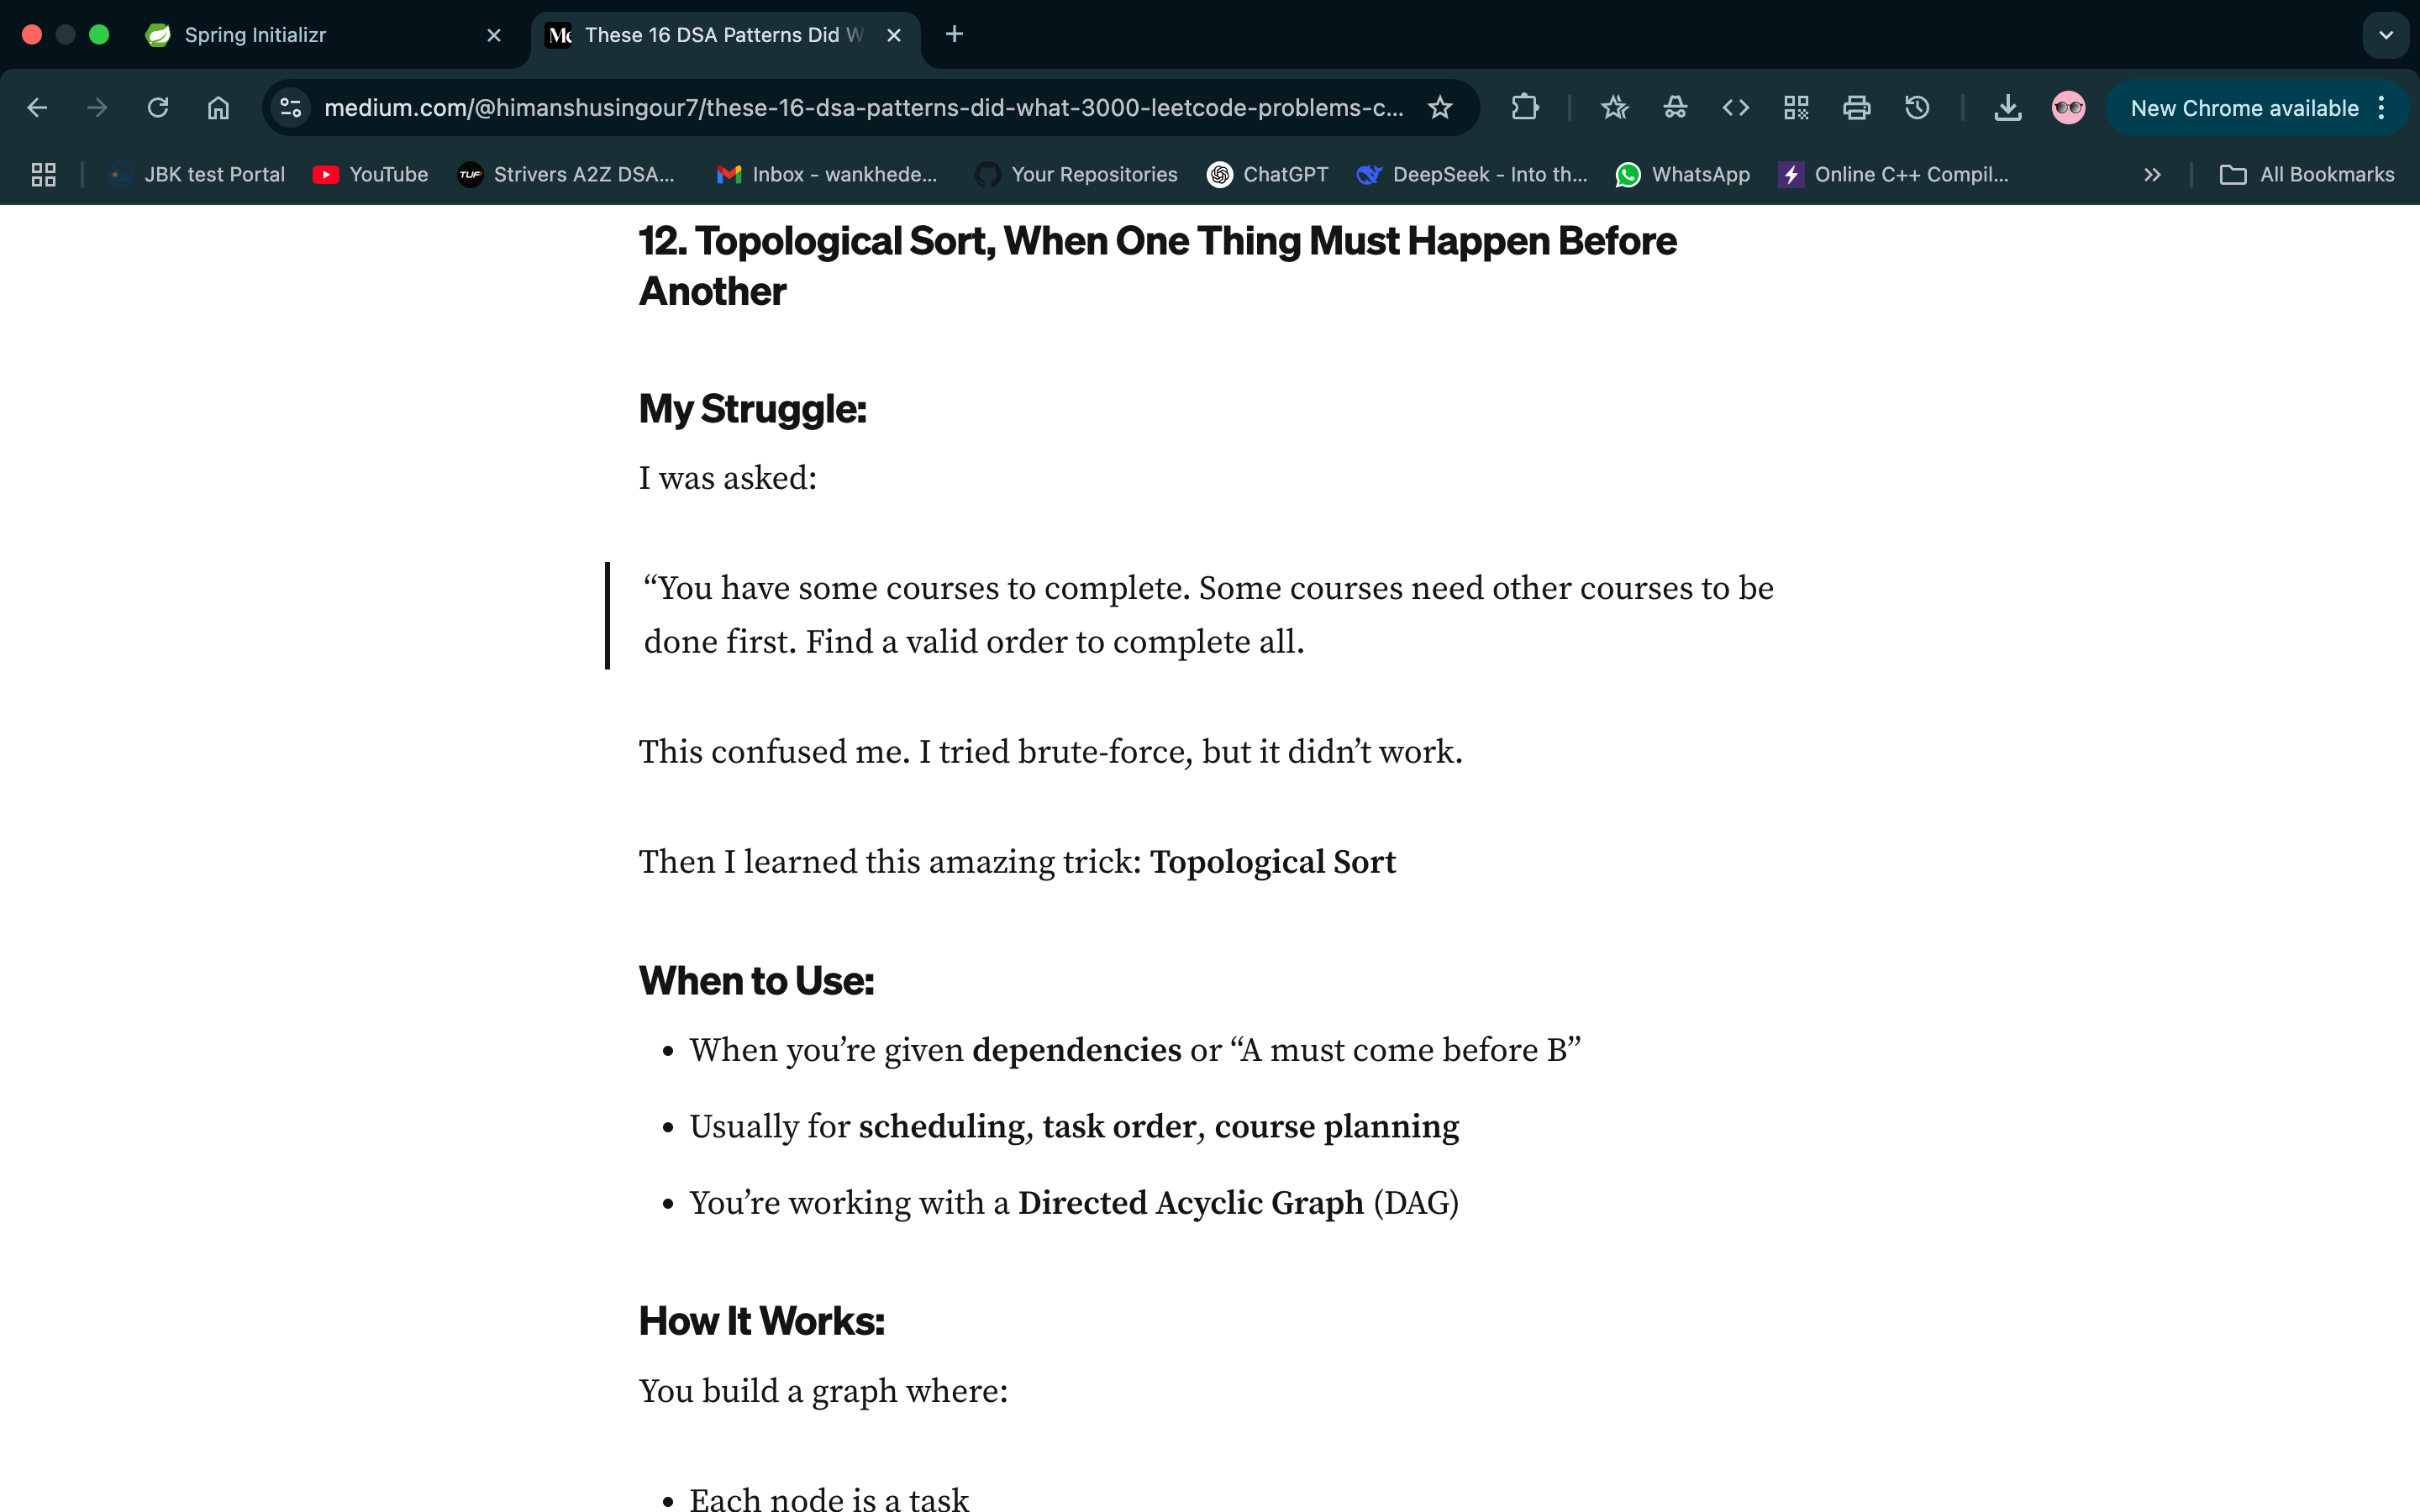 Spring Initializr
These 16 DSA Patterns Did W
medium.com/@himanshusingour7/these-16-dsa-patterns-did-what-3000-leetcode-problems-c...
New Chrome available
JBK test Portal
YouTube
Strivers A2Z DSA...
Inbox - wankhede...
Your Repositories
ChatGPT
DeepSeek - Into th...
WhatsApp
Online C++ Compil...
All Bookmarks
12. Topological Sort, When One Thing Must Happen Before
Another
My Struggle:
I was asked:
“You have some courses to complete. Some courses need other courses to be
done first. Find a valid order to complete all.
This confused me. I tried brute-force, but it didn’t work.
Then I learned this amazing trick: Topological Sort
When to Use:
• When you’re given dependencies or “A must come before B”
• Usually for scheduling, task order, course planning
• You’re working with a Directed Acyclic Graph (DAG)
How It Works:
You build a graph where:
• Each node is a task